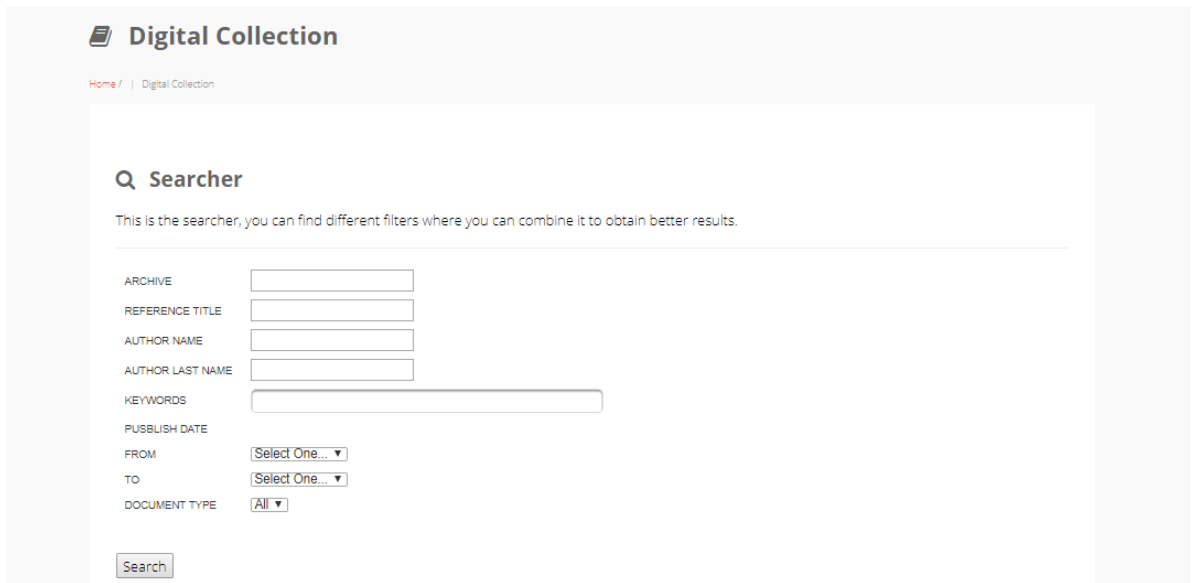 Digital Collection
Home / | Digital Collection
Searcher
This is the searcher, you can find different filters where you can combine it to obtain better results.
ARCHIVE
REFERENCE TITLE
AUTHOR NAME
AUTHOR LAST NAME
KEYWORDS
PUSBLISH DATE
FROM Select One...
TO Select One...
DOCUMENT TYPE All
Search